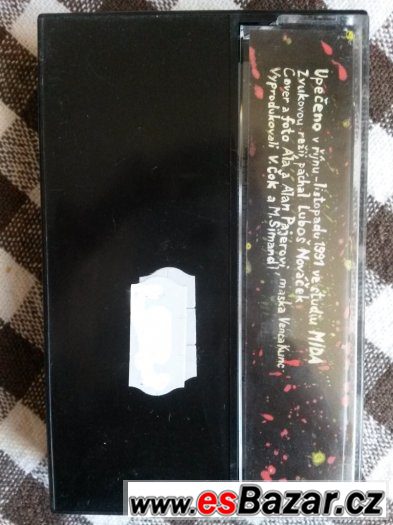 Upečeno v říjnu-listopadu 1991 ve studiu MIDA
Zvukovou režii páchal Luboš Nováček
Cover a foto Ála a Alan Pajerovi, maska Venca Kunc
Vyprodukovali V. Čok a M. Šimandl
www.esBazar.cz